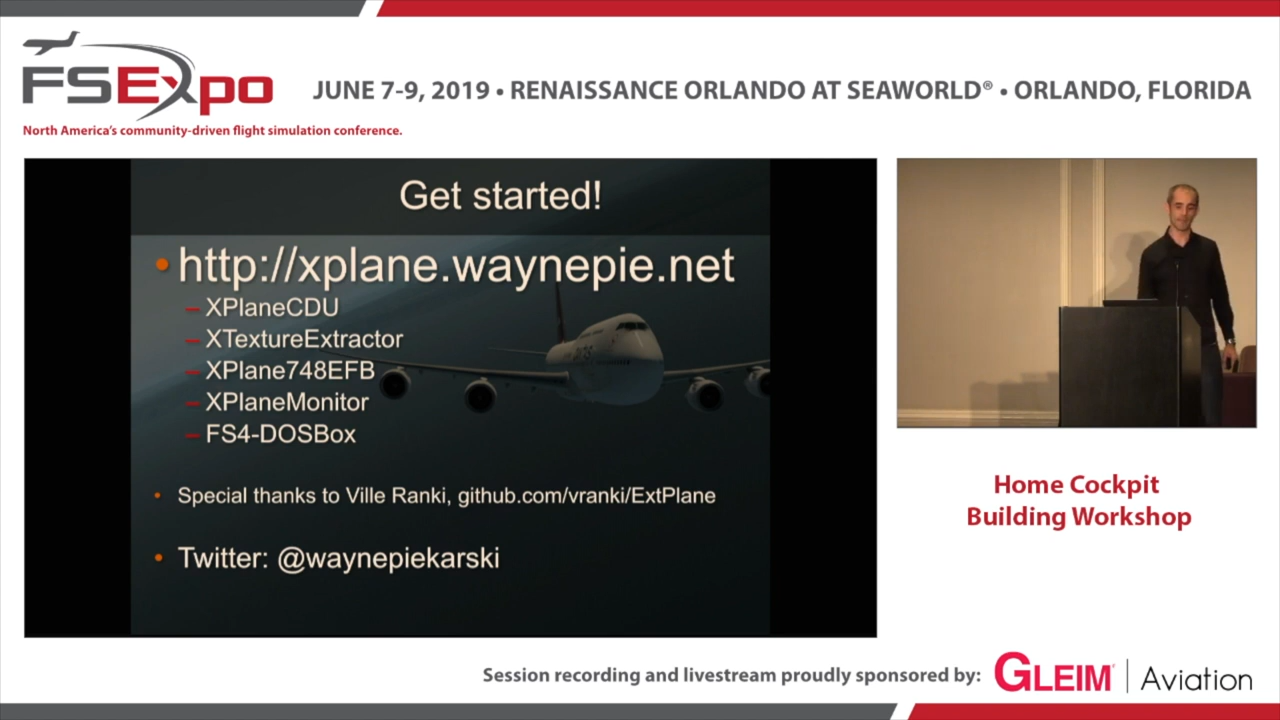 FSExpo
JUNE 7-9, 2019 • RENAISSANCE ORLANDO AT SEAWORLD® • ORLANDO, FLORIDA
North America's community-driven flight simulation conference.
Get started!
• http://xplane.waynepie.net
– XPlaneCDU
– XTextureExtractor
– XPlane748EFB
– XPlaneMonitor
– FS4-DOSBox
• Special thanks to Ville Ranki, github.com/vranki/ExtPlane
• Twitter: @waynepiekarski
Home Cockpit
Building Workshop
Session recording and livestream proudly sponsored by:
GLEIM® | Aviation